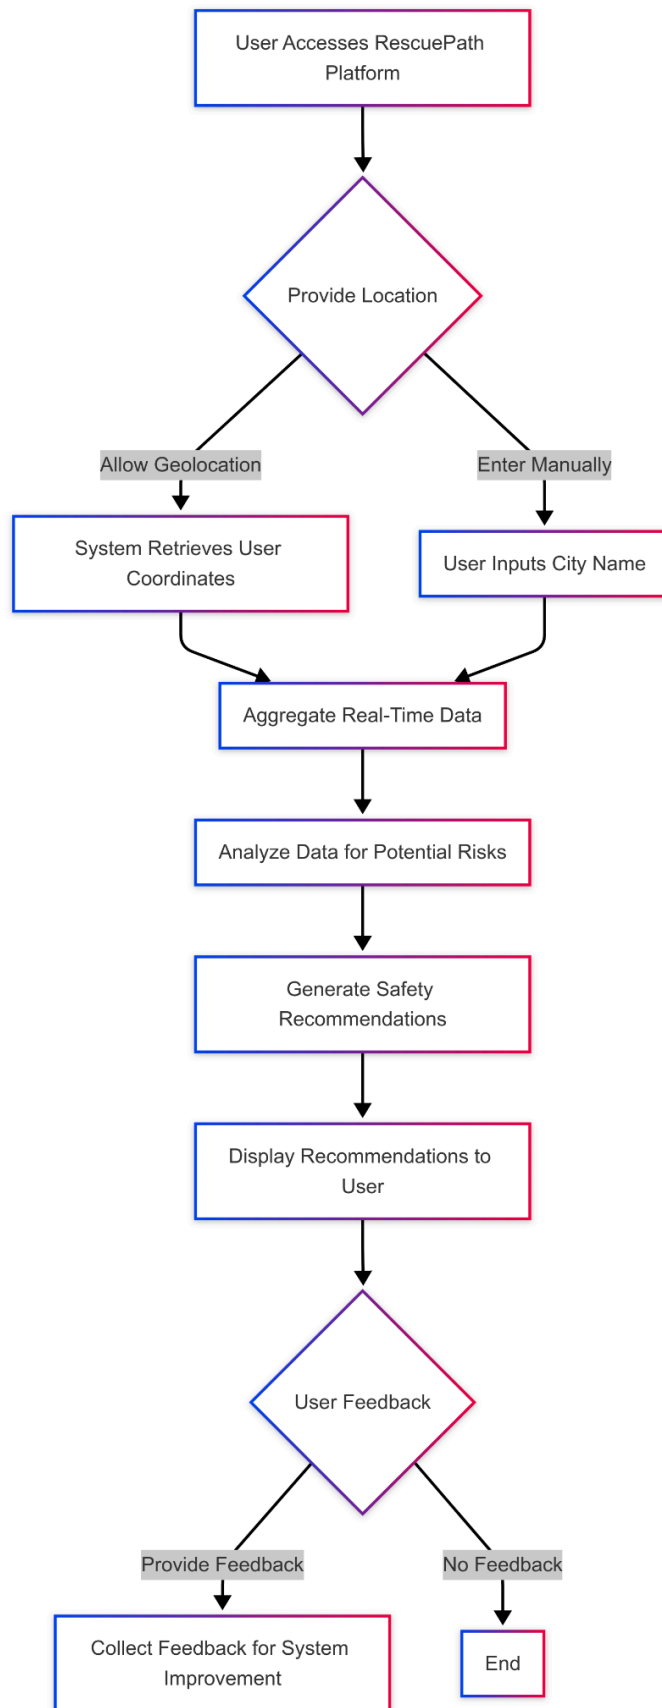 User Accesses RescuePath
Platform
Provide Location
Allow Geolocation
Enter Manually
System Retrieves User
Coordinates
User Inputs City Name
Aggregate Real-Time Data
Analyze Data for Potential Risks
Generate Safety
Recommendations
Display Recommendations to
User
User Feedback
Provide Feedback
No Feedback
Collect Feedback for System
Improvement
End